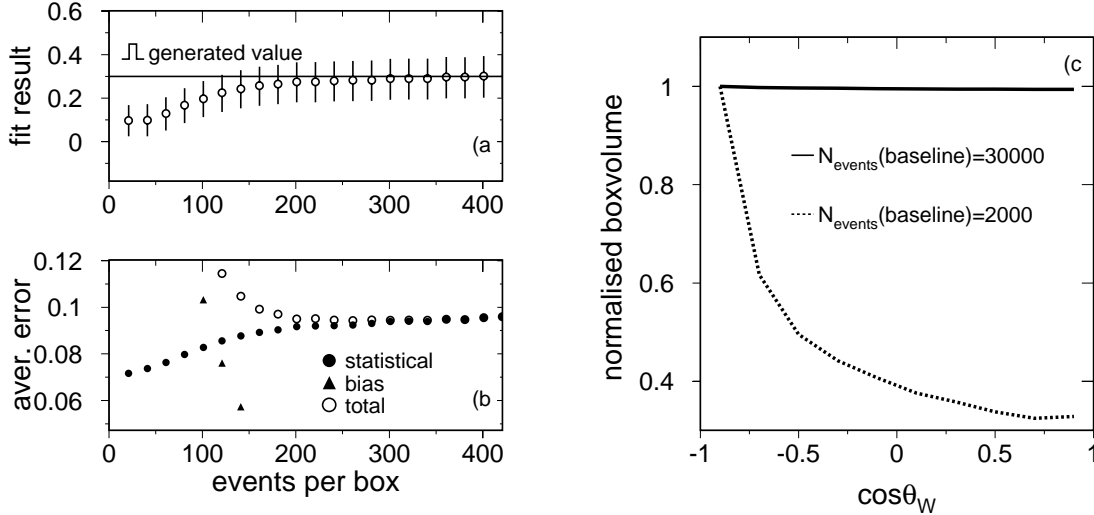 0.6
0.4
0.2
0
fit result
generated value
(a
0 100 200 300 400
0.12
0.1
0.08
0.06
aver. error
statistical
bias
total
(b
0 100 200 300 400
events per box
1
0.8
0.6
0.4
normalised boxvolume
(c
N_events(baseline)=30000
N_events(baseline)=2000
-1 -0.5 0 0.5 1
cosθ_W